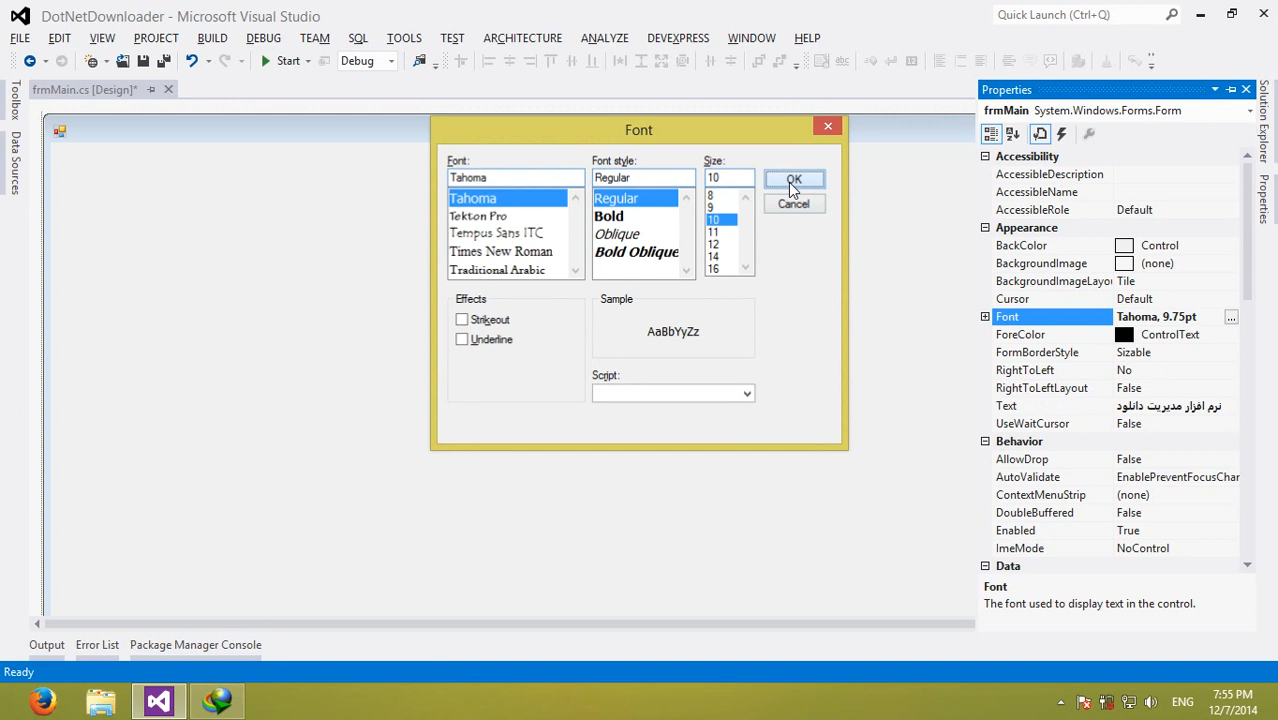 DotNetDownloader - Microsoft Visual Studio
Quick Launch (Ctrl+Q)
FILE EDIT VIEW PROJECT BUILD DEBUG TEAM SQL TOOLS TEST ARCHITECTURE ANALYZE DEVEXPRESS WINDOW HELP
Start Debug
frmMain.cs [Design]*
Toolbox
Data Sources
Font
Font:
Tahoma
Tahoma
Tekton Pro
Tempus Sans ITC
Times New Roman
Traditional Arabic
Font style:
Regular
Regular
Bold
Oblique
Bold Oblique
Size:
10
8
9
10
11
12
14
16
OK
Cancel
Effects
Strikeout
Underline
Sample
AaBbYyZz
Script:
Properties
frmMain System.Windows.Forms.Form
Accessibility
AccessibleDescription
AccessibleName
AccessibleRole Default
Appearance
BackColor Control
BackgroundImage (none)
BackgroundImageLayou Tile
Cursor Default
Font Tahoma, 9.75pt ...
ForeColor ControlText
FormBorderStyle Sizable
RightToLeft No
RightToLeftLayout False
Text نرم افزار مدیریت دانلود
UseWaitCursor False
Behavior
AllowDrop False
AutoValidate EnablePreventFocusChar
ContextMenuStrip (none)
DoubleBuffered False
Enabled True
ImeMode NoControl
Data
Font
The font used to display text in the control.
Solution Explorer
Properties
Output Error List Package Manager Console
Ready
ENG
7:55 PM
12/7/2014